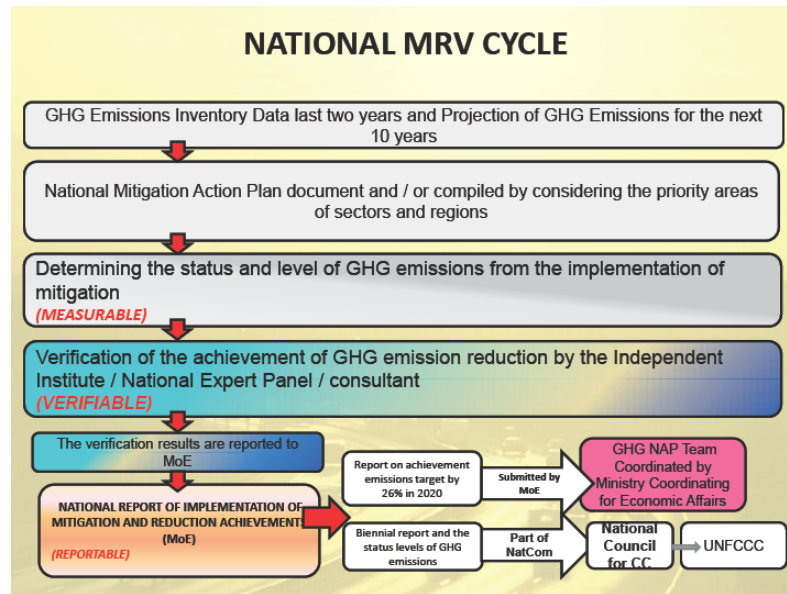 NATIONAL MRV CYCLE
GHG Emissions Inventory Data last two years and Projection of GHG Emissions for the next
10 years
National Mitigation Action Plan document and / or compiled by considering the priority areas
of sectors and regions
Determining the status and level of GHG emissions from the implementation of
mitigation
(MEASURABLE)
Verification of the achievement of GHG emission reduction by the Independent
Institute / National Expert Panel / consultant
(VERIFIABLE)
The verification results are reported to
MoE
NATIONAL REPORT OF IMPLEMENTATION OF
MITIGATION AND REDUCTION ACHIEVEMENTS
(MoE)
(REPORTABLE)
Report on achievement
emissions target by
26% in 2020
Submitted by
MoE
GHG NAP Team
Coordinated by
Ministry Coordinating
for Economic Affairs
Biennial report and the
status levels of GHG
emissions
Part of
NatCom
National
Council
for CC
UNFCCC